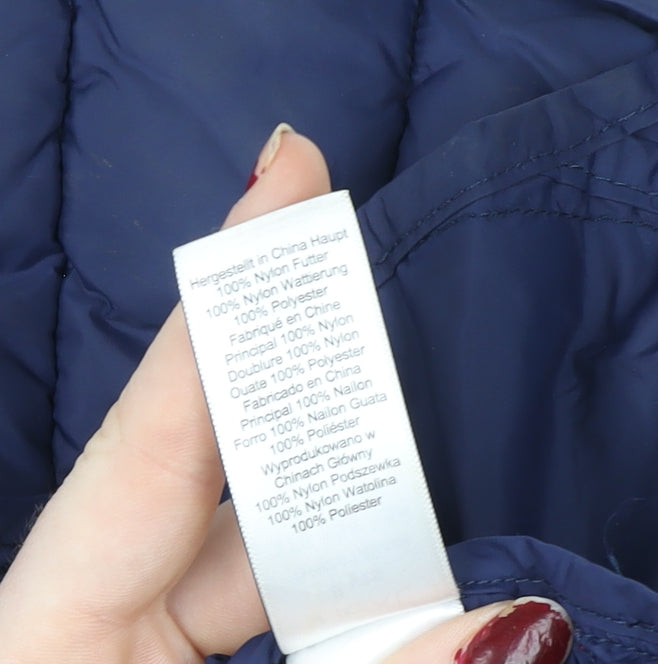 Hergestellt in China Haupt
100% Nylon Futter
100% Nylon Wattierung
100% Polyester
Fabriqué en Chine
Principal 100% Nylon
Doublure 100% Nylon
Ouate 100% Polyester
Fabricado en China
Principal 100% Nailon
Forro 100% Nailon Guata
100% Poliéster
Wyprodukowano w
Chinach Główny
100% Nylon Podszewka
100% Nylon Watolina
100% Poliester